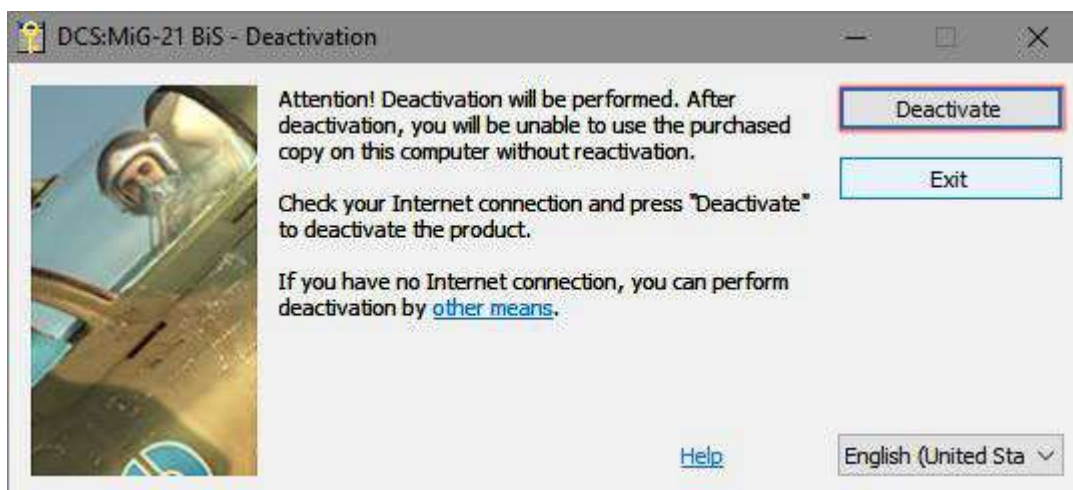 DCS:MiG-21 BiS - Deactivation
Attention! Deactivation will be performed. After
deactivation, you will be unable to use the purchased
copy on this computer without reactivation.
Check your Internet connection and press "Deactivate"
to deactivate the product.
If you have no Internet connection, you can perform
deactivation by other means.
Deactivate
Exit
Help
English (United Sta